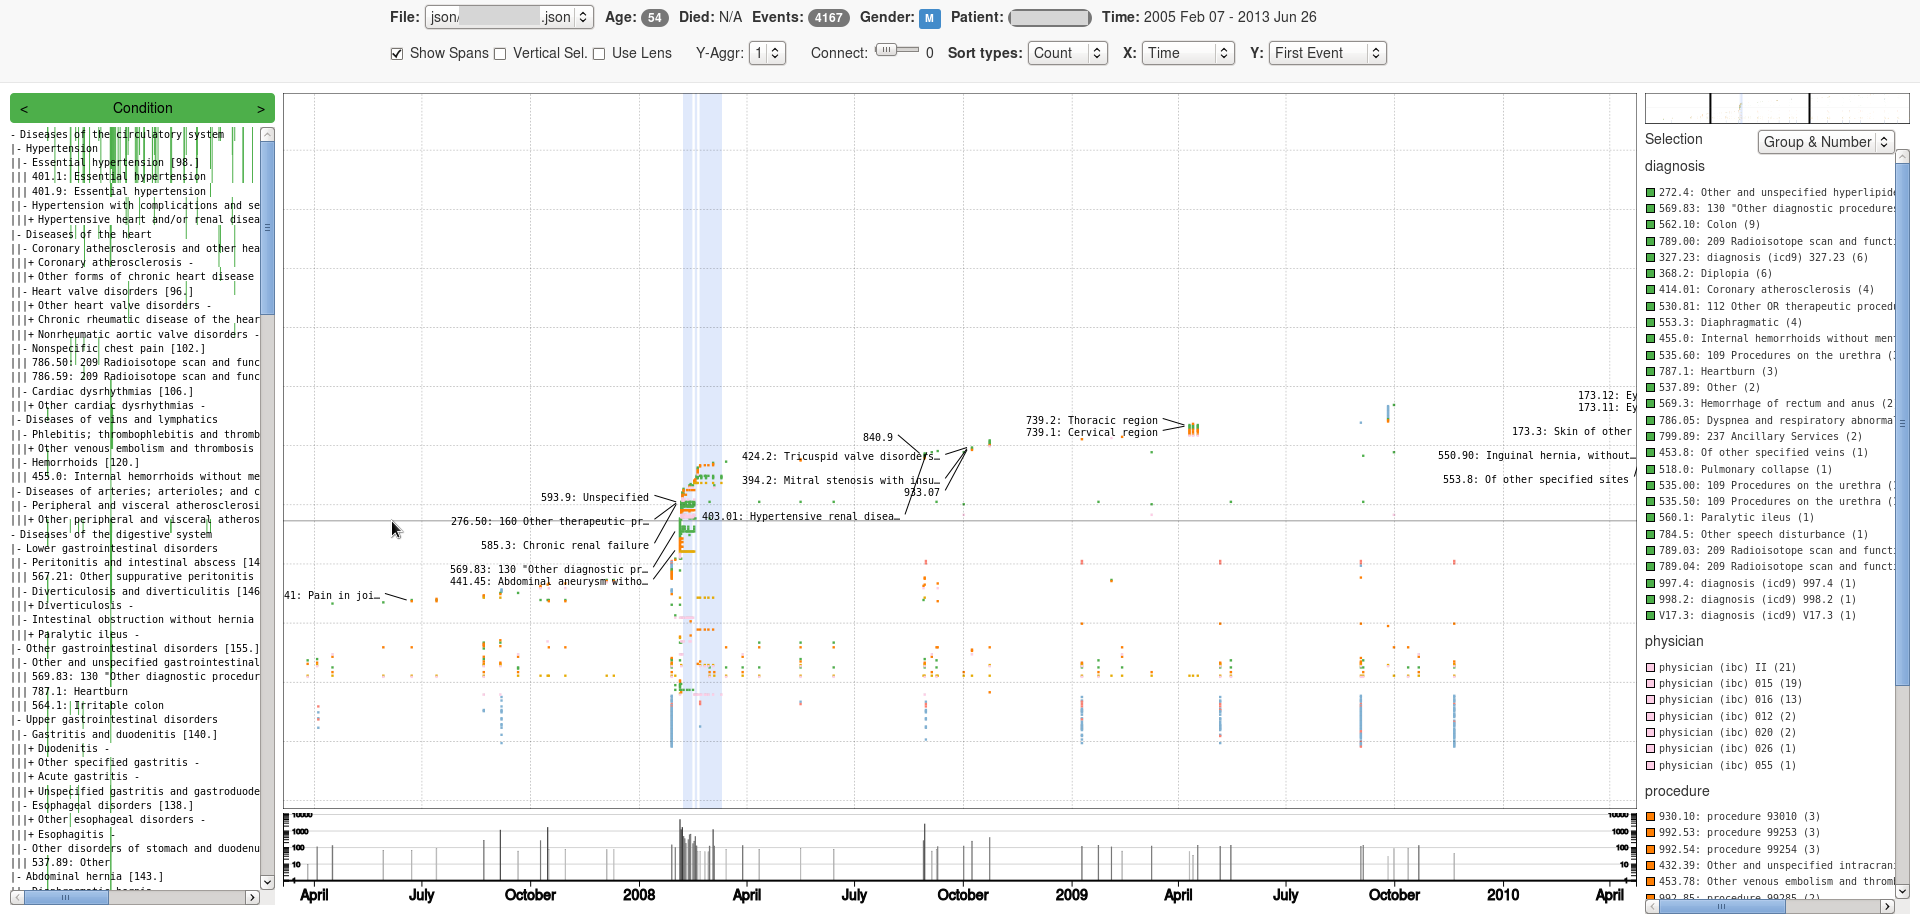 File: json/ .json Age: 54 Died: N/A Events: 4167 Gender: M Patient: Time: 2005 Feb 07 - 2013 Jun 26
Show Spans Vertical Sel. Use Lens Y-Aggr: 1 Connect: 0 Sort types: Count X: Time Y: First Event
< Condition >
- Diseases of the circulatory system
|- Hypertension
||- Essential hypertension [98.]
||| 401.1: Essential hypertension
||| 401.9: Essential hypertension
||- Hypertension with complications and se
|||+ Hypertensive heart and/or renal disea
|- Diseases of the heart
||- Coronary atherosclerosis and other hea
|||+ Coronary atherosclerosis -
|||+ Other forms of chronic heart disease
||- Heart valve disorders [96.]
|||+ Other heart valve disorders -
|||+ Chronic rheumatic disease of the hear
|||+ Nonrheumatic aortic valve disorders -
||- Nonspecific chest pain [102.]
||| 786.50: 209 Radioisotope scan and func
||| 786.59: 209 Radioisotope scan and func
||- Cardiac dysrhythmias [106.]
|||+ Other cardiac dysrhythmias -
|- Diseases of veins and lymphatics
||- Phlebitis; thrombophlebitis and thromb
|||+ Other venous embolism and thrombosis
||- Hemorrhoids [120.]
||| 455.0: Internal hemorrhoids without me
|- Diseases of arteries; arterioles; and c
||- Peripheral and visceral atherosclerosi
|||+ Other peripheral and visceral atheros
- Diseases of the digestive system
|- Lower gastrointestinal disorders
||- Peritonitis and intestinal abscess [14
||| 567.21: Other suppurative peritonitis
||- Diverticulosis and diverticulitis [146
|||+ Diverticulosis -
||- Intestinal obstruction without hernia
|||+ Paralytic ileus -
|- Other gastrointestinal disorders [155.]
||- Other and unspecified gastrointestinal
||| 569.83: 130 "Other diagnostic procedur
||| 787.1: Heartburn
||| 564.1: Irritable colon
|- Upper gastrointestinal disorders
||- Gastritis and duodenitis [140.]
|||+ Duodenitis -
|||+ Other specified gastritis -
|||+ Acute gastritis -
|||+ Unspecified gastritis and gastroduode
||- Esophageal disorders [138.]
|||+ Other esophageal disorders -
|||+ Esophagitis -
||- Other disorders of stomach and duodenu
||| 537.89: Other
|- Abdominal hernia [143.]
173.12: Ey
173.11: Ey
739.2: Thoracic region
739.1: Cervical region
173.3: Skin of other
840.9
424.2: Tricuspid valve disorders…
550.90: Inguinal hernia, without…
394.2: Mitral stenosis with insu…
553.8: Of other specified sites
933.07
593.9: Unspecified
403.01: Hypertensive renal disea…
276.50: 160 Other therapeutic pr…
585.3: Chronic renal failure
569.83: 130 "Other diagnostic pr…
441.45: Abdominal aneurysm witho…
41: Pain in joi…
10000 10000
1000 1000
100 100
10 10
1 1
April July October 2008 April July October 2009 April July October 2010 April
Selection Group & Number
diagnosis
272.4: Other and unspecified hyperlipide
569.83: 130 "Other diagnostic procedures
562.10: Colon (9)
789.00: 209 Radioisotope scan and functi
327.23: diagnosis (icd9) 327.23 (6)
368.2: Diplopia (6)
414.01: Coronary atherosclerosis (4)
530.81: 112 Other OR therapeutic procedu
553.3: Diaphragmatic (4)
455.0: Internal hemorrhoids without ment
535.60: 109 Procedures on the urethra (3
787.1: Heartburn (3)
537.89: Other (2)
569.3: Hemorrhage of rectum and anus (2
786.05: Dyspnea and respiratory abnormal
799.89: 237 Ancillary Services (2)
453.8: Of other specified veins (1)
518.0: Pulmonary collapse (1)
535.00: 109 Procedures on the urethra (1
535.50: 109 Procedures on the urethra (1
560.1: Paralytic ileus (1)
784.5: Other speech disturbance (1)
789.03: 209 Radioisotope scan and functi
789.04: 209 Radioisotope scan and functi
997.4: diagnosis (icd9) 997.4 (1)
998.2: diagnosis (icd9) 998.2 (1)
V17.3: diagnosis (icd9) V17.3 (1)
physician
physician (ibc) II (21)
physician (ibc) 015 (19)
physician (ibc) 016 (13)
physician (ibc) 012 (2)
physician (ibc) 020 (2)
physician (ibc) 026 (1)
physician (ibc) 055 (1)
procedure
930.10: procedure 93010 (3)
992.53: procedure 99253 (3)
992.54: procedure 99254 (3)
432.39: Other and unspecified intracrani
453.78: Other venous embolism and thromb
992.85: procedure 99285 (2)